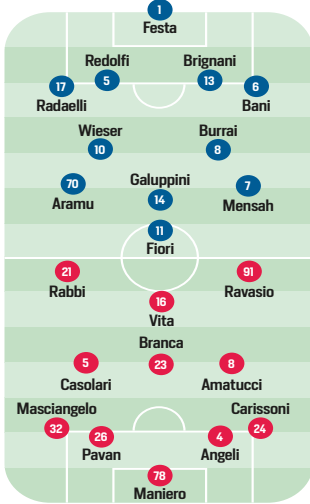 1
Festa
Redolfi Brignani
17 5 13 6
Radaelli Bani
Wieser Burrai
10 8
70 Galuppini 7
Aramu 14 Mensah
11
Fiori
21 91
Rabbi Ravasio
16
Vita
Branca
5 23 8
Casolari Amatucci
Masciangelo Carissoni
32 26 4 24
Pavan Angeli
78
Maniero